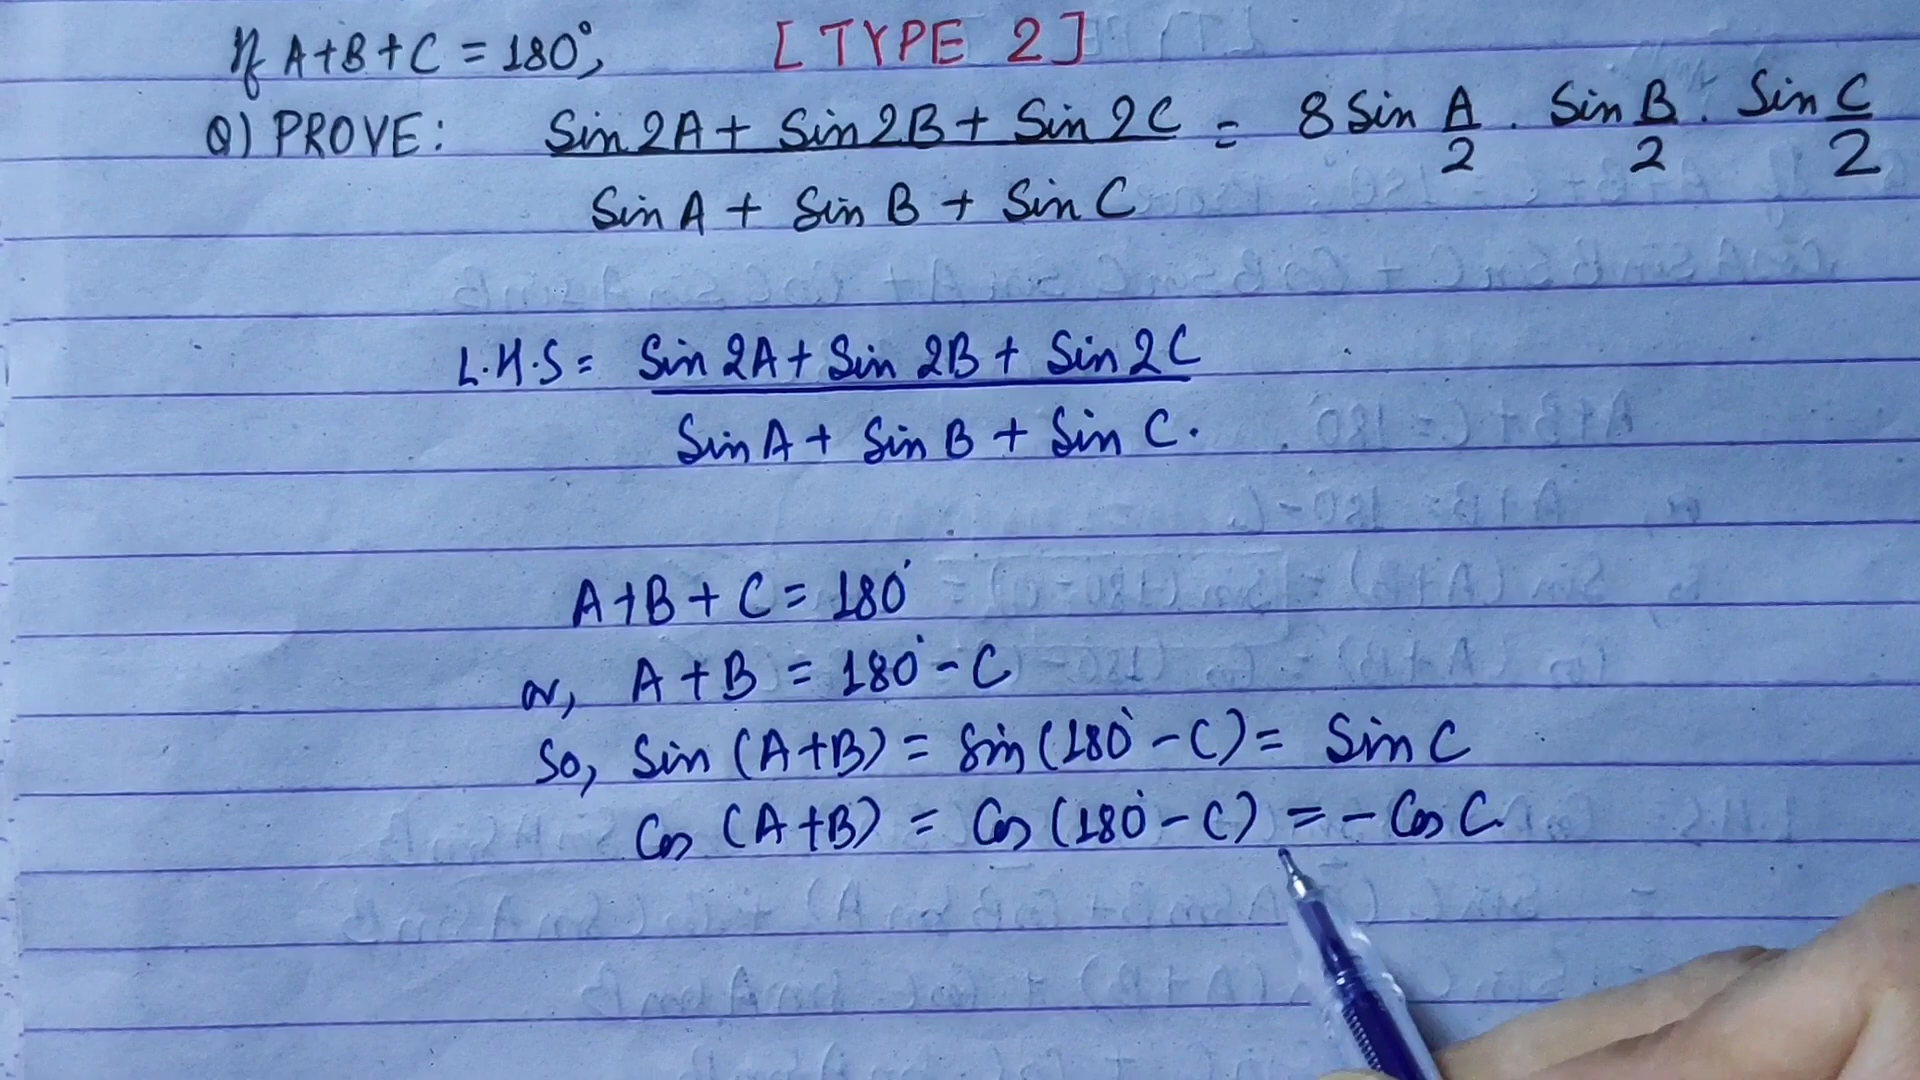 If A+B+C = 180°, [TYPE 2]
Q) PROVE: Sin 2A + Sin 2B + Sin 2C = 8 Sin A/2 . Sin B/2 . Sin C/2
Sin A + Sin B + Sin C
L.H.S = Sin 2A + Sin 2B + Sin 2C
Sin A + Sin B + Sin C.
A+B+C = 180°
or, A+B = 180° - C
So, Sin (A+B) = Sin (180° - C) = Sin C
Cos (A+B) = Cos (180° - C) = - Cos C.